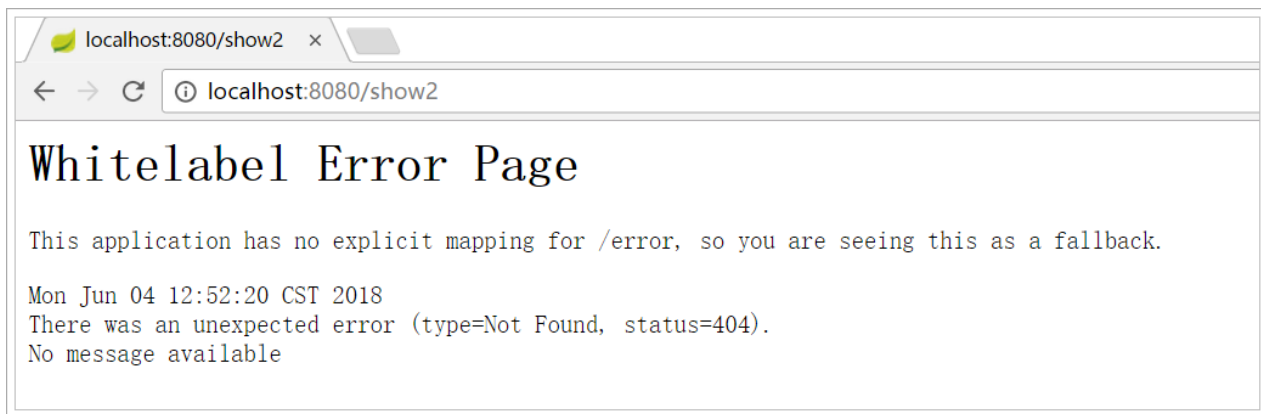 localhost:8080/show2
localhost:8080/show2
Whitelabel Error Page
This application has no explicit mapping for /error, so you are seeing this as a fallback.
Mon Jun 04 12:52:20 CST 2018
There was an unexpected error (type=Not Found, status=404).
No message available